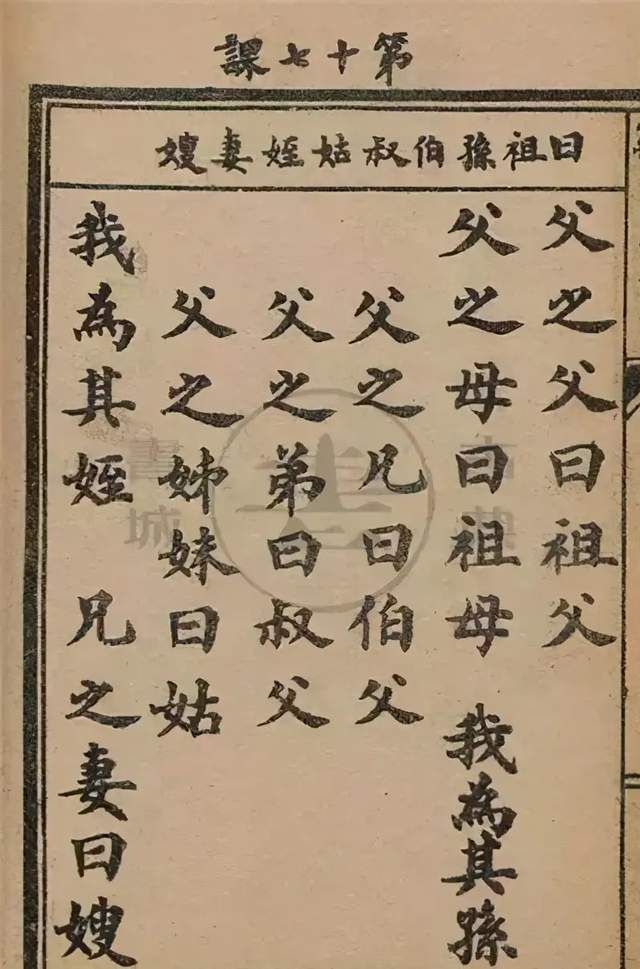 第十七課
曰祖孫伯叔姑姪妻嫂
父之父曰祖父
父之母曰祖母 我為其孫
父之兄曰伯父
父之弟曰叔父
父之姊妹曰姑
我為其姪 兄之妻曰嫂
書城